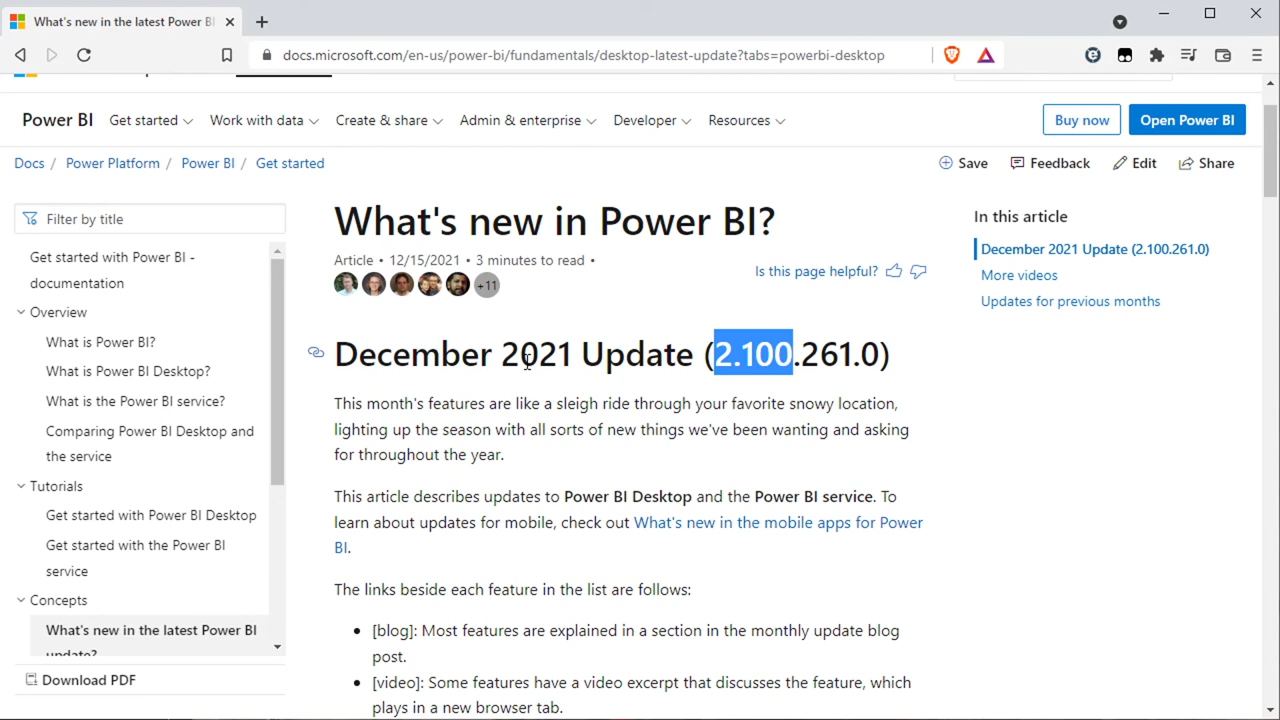 What's new in the latest Power BI
docs.microsoft.com/en-us/power-bi/fundamentals/desktop-latest-update?tabs=powerbi-desktop
Power BI
Get started
Work with data
Create & share
Admin & enterprise
Developer
Resources
Buy now
Open Power BI
Docs / Power Platform / Power BI / Get started
Save
Feedback
Edit
Share
Filter by title
Get started with Power BI -
documentation
Overview
What is Power BI?
What is Power BI Desktop?
What is the Power BI service?
Comparing Power BI Desktop and
the service
Tutorials
Get started with Power BI Desktop
Get started with the Power BI
service
Concepts
What's new in the latest Power BI
update?
Download PDF
What's new in Power BI?
Article • 12/15/2021 • 3 minutes to read •
+11
Is this page helpful?
December 2021 Update (2.100.261.0)
This month's features are like a sleigh ride through your favorite snowy location,
lighting up the season with all sorts of new things we've been wanting and asking
for throughout the year.
This article describes updates to Power BI Desktop and the Power BI service. To
learn about updates for mobile, check out What's new in the mobile apps for Power
BI.
The links beside each feature in the list are follows:
• [blog]: Most features are explained in a section in the monthly update blog
post.
• [video]: Some features have a video excerpt that discusses the feature, which
plays in a new browser tab.
In this article
December 2021 Update (2.100.261.0)
More videos
Updates for previous months